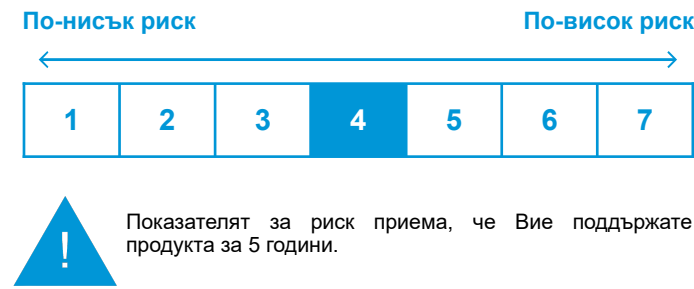 По-нисък риск По-висок риск
1 2 3 4 5 6 7
!
Показателят за риск приема, че Вие поддържате
продукта за 5 години.